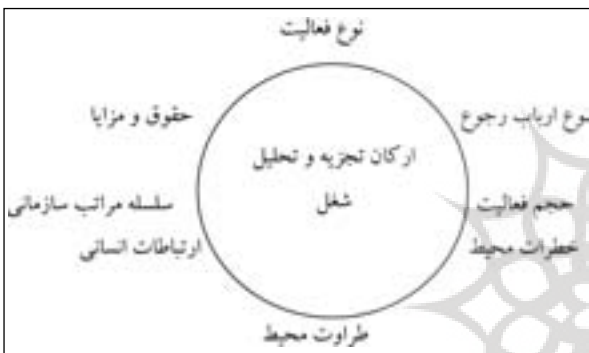 نوع فعالیت
نوع ارباب رجوع
حقوق و مزایا
ارکان تجزیه و تحلیل
شغل
حجم فعالیت
سلسله مراتب سازمانی
خطرات محیط
ارتباطات انسانی
طراوت محیط